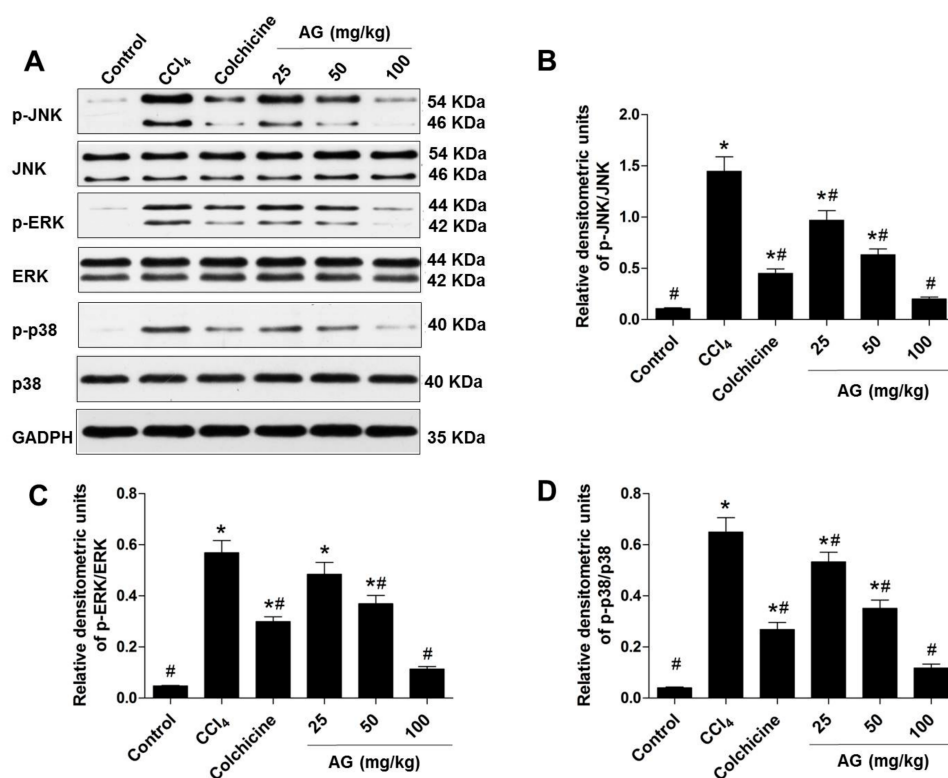 A
Control
CCl₄
Colchicine
AG (mg/kg)
25
50
100
p-JNK
54 KDa
46 KDa
JNK
54 KDa
46 KDa
p-ERK
44 KDa
42 KDa
ERK
44 KDa
42 KDa
p-p38
40 KDa
p38
40 KDa
GADPH
35 KDa
B
Relative densitometric units
of p-JNK/JNK
2.0
1.5
1.0
0.5
0.0
#
*
*#
*#
*#
#
Control
CCl₄
Colchicine
25
50
100
AG (mg/kg)
C
Relative densitometric units
of p-ERK/ERK
0.8
0.6
0.4
0.2
0.0
#
*
*#
*
*#
#
Control
CCl₄
Colchicine
25
50
100
AG (mg/kg)
D
Relative densitometric units
of p-p38/p38
0.8
0.6
0.4
0.2
0.0
#
*
*#
*#
*#
#
Control
CCl₄
Colchicine
25
50
100
AG (mg/kg)